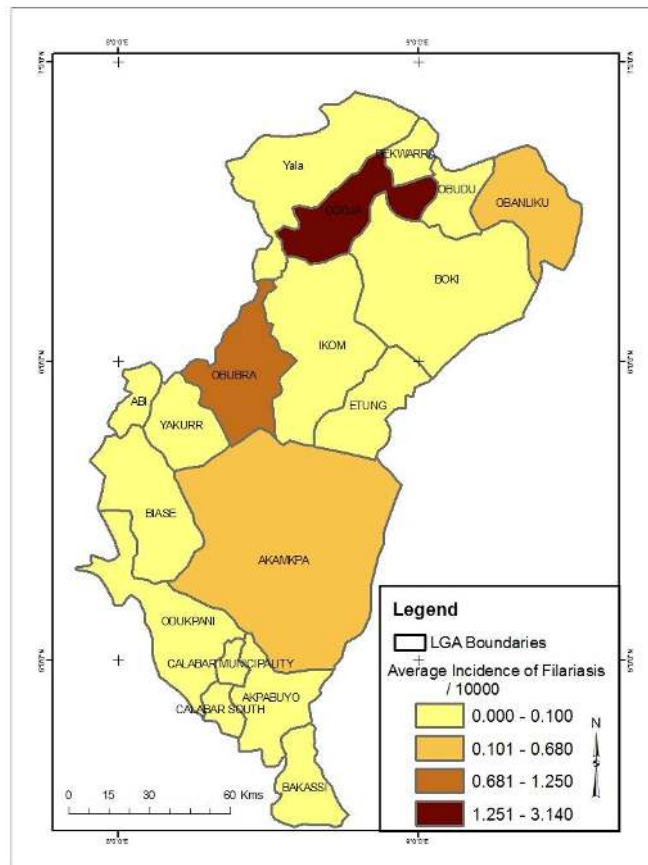 Yala
BEKWARRA
OGOJA
OBUDU
OBANLIKU
BOKI
IKOM
OBUBRA
ETUNG
ABI
YAKURR
BIASE
AKAMKPA
ODUKPANI
CALABAR MUNICIPALITY
AKPABUYO
CALABAR SOUTH
BAKASSI
0 15 30 60 Kms
Legend
LGA Boundaries
Average Incidence of Filariasis
/ 10000
0.000 - 0.100
0.101 - 0.680
0.681 - 1.250
1.251 - 3.140
N